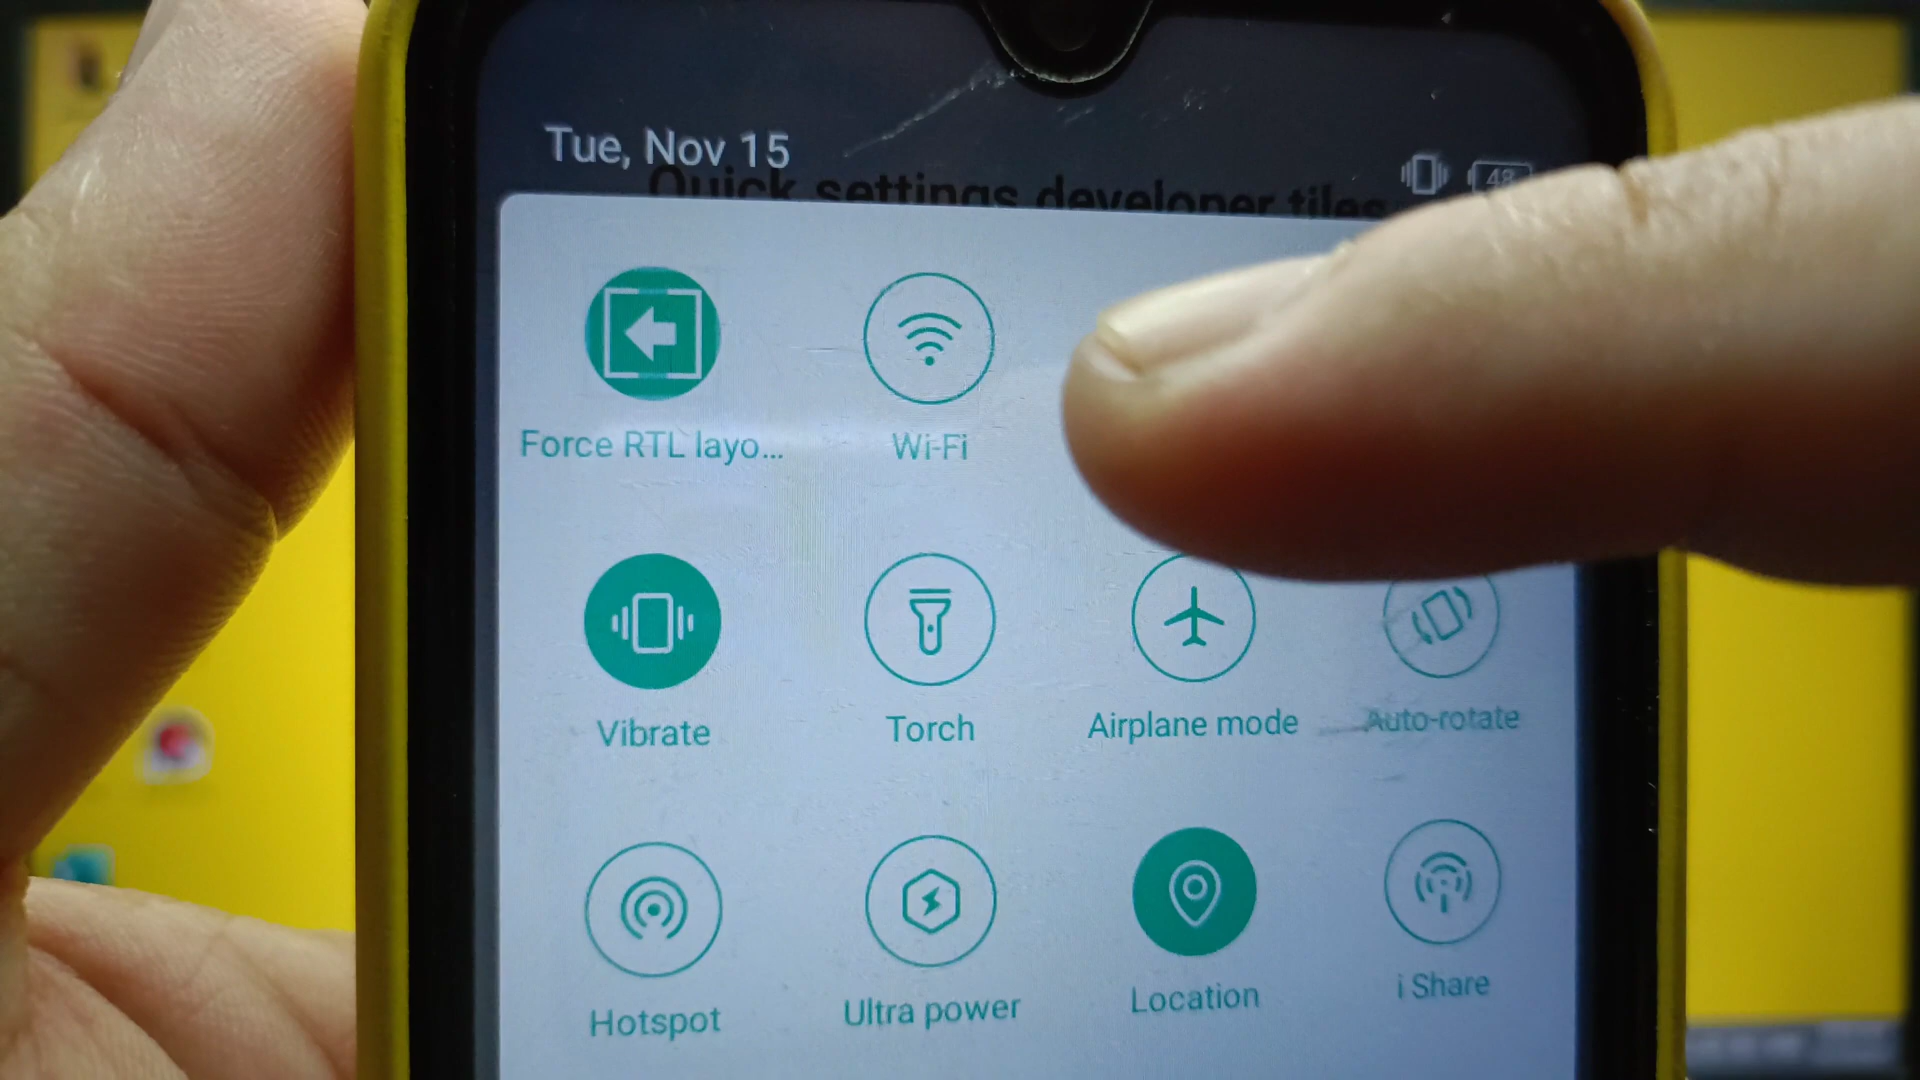 Tue, Nov 15
48
Quick settings developer tiles
Force RTL layo...
Wi-Fi
Vibrate
Torch
Airplane mode
Auto-rotate
Hotspot
Ultra power
Location
i Share